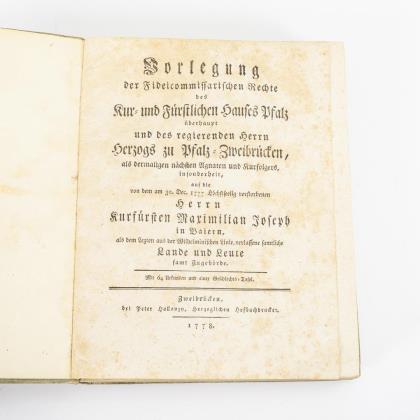 Vorlegung
der Fideicommissarischen Rechte
des
Kur- und Fürstlichen Hauses Pfalz
überhaupt
und des regierenden Herrn
Herzogs zu Pfalz-Zweibrücken,
als dermaligen nächsten Agnaten und Kurfolgers,
insonderheit,
auf die
von dem am 30. Dec. 1777 Höchstseelig verstorbenen
Herrn
Kurfürsten Maximilian Joseph
in Baiern,
als dem Lezten aus der Wilhelminischen Linie, verlassene samtliche
Lande und Leute
samt Zugehörde.
Mit 64 Urkunden und einer Geschlechts-Tafel.
Zweibrücken,
bei Peter Hallanzy, Herzoglichen Hofbuchdrucker.
1778.